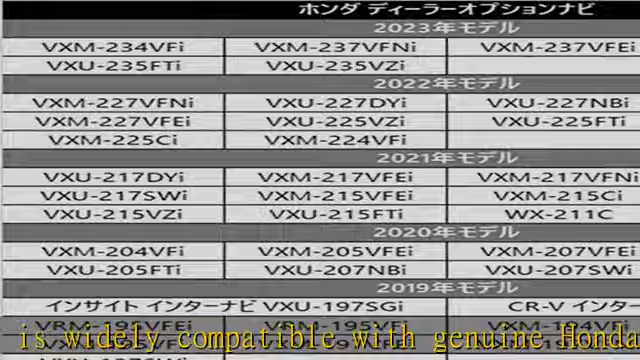 ホンダ ディーラーオプションナビ
2023年モデル
VXM-234VFi VXM-237VFNi VXM-237VFEi
VXU-235FTi VXU-235VZi
2022年モデル
VXM-227VFNi VXU-227DYi VXU-227NBi
VXM-227VFEi VXU-225VZi VXU-225FTi
VXM-225Ci VXM-224VFi
2021年モデル
VXU-217DYi VXM-217VFEi VXM-217VFNi
VXU-217SWi VXM-215VFEi VXM-215Ci
VXU-215VZi VXU-215FTi WX-211C
2020年モデル
VXM-204VFi VXM-205VFEi VXM-207VFEi
VXU-205FTi VXU-207NBi VXU-207SWi
2019年モデル
インサイト インターナビ VXU-197SGi CR-V インター
is widely compatible with genuine Honda